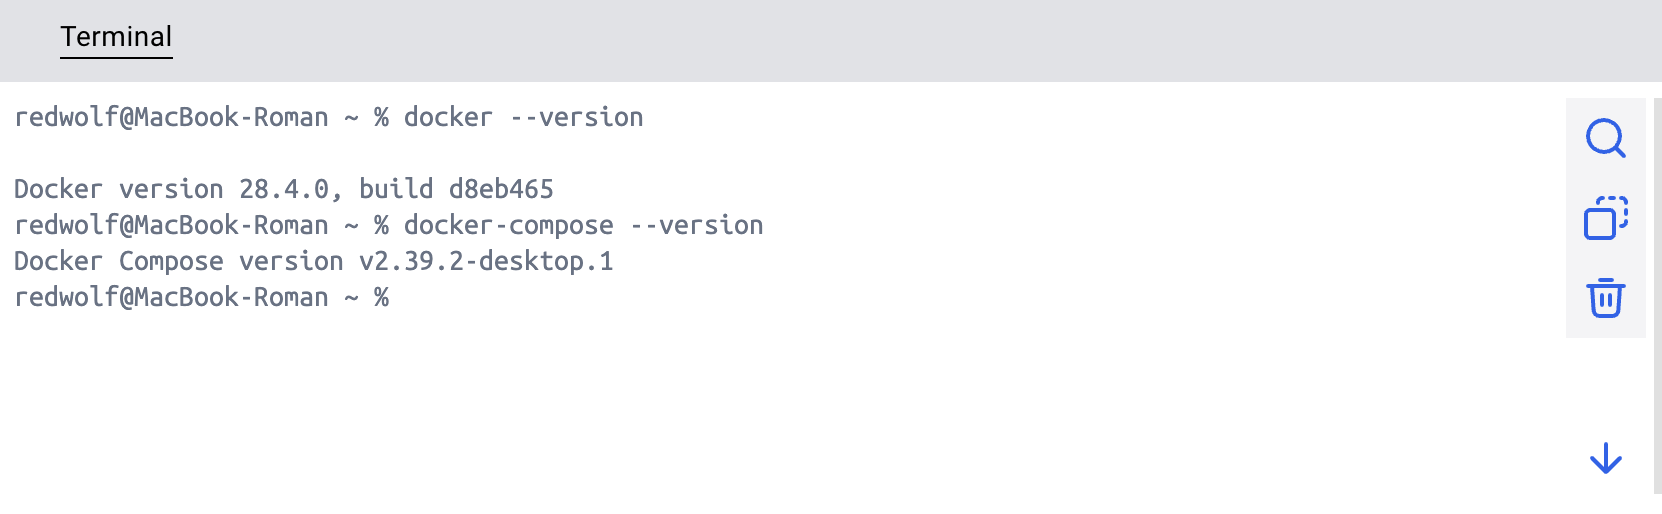 Terminal
redwolf@MacBook-Roman ~ % docker --version
Docker version 28.4.0, build d8eb465
redwolf@MacBook-Roman ~ % docker-compose --version
Docker Compose version v2.39.2-desktop.1
redwolf@MacBook-Roman ~ %